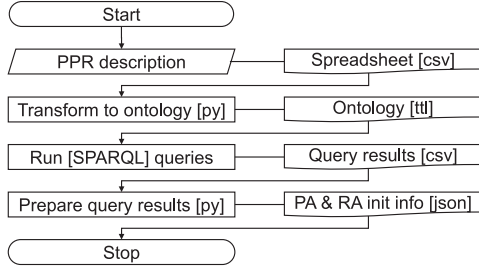 Start
PPR description
Spreadsheet [csv]
Transform to ontology [py]
Ontology [ttl]
Run [SPARQL] queries
Query results [csv]
Prepare query results [py]
PA & RA init info [json]
Stop